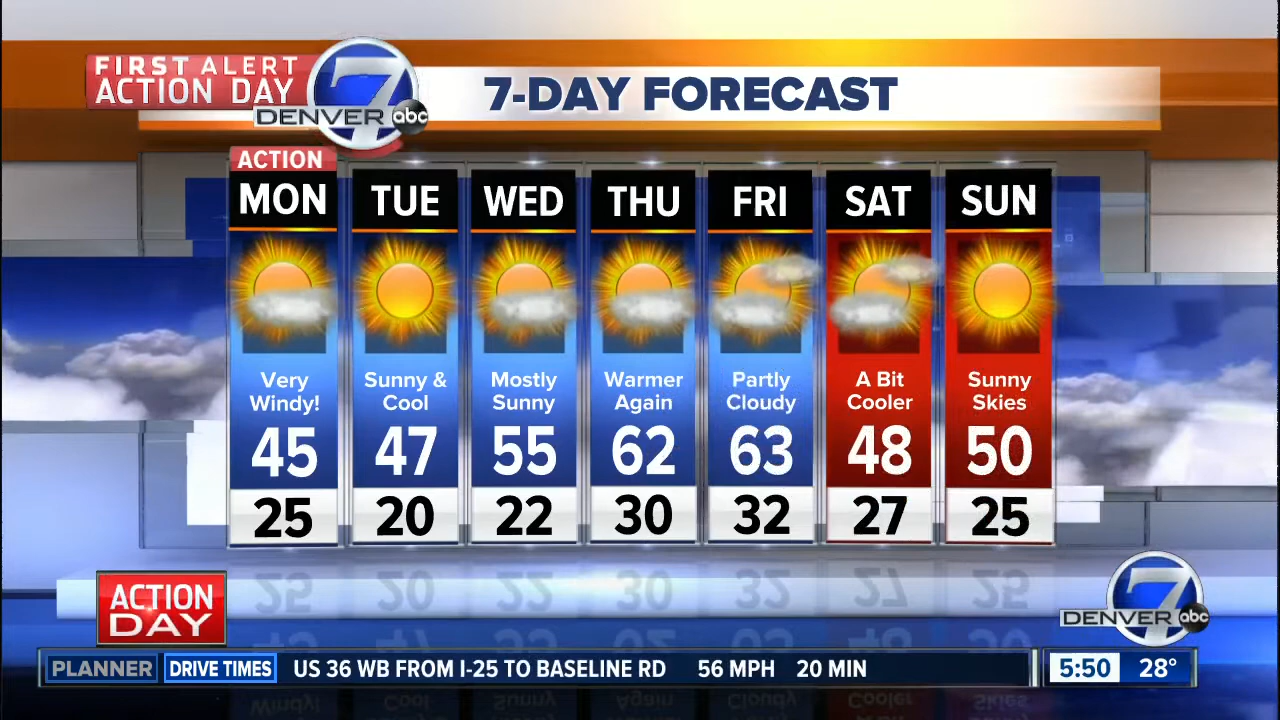 FIRST ALERT
ACTION DAY
7
DENVER abc
7-DAY FORECAST
ACTION
MON TUE WED THU FRI SAT SUN
Very Windy!
Sunny & Cool
Mostly Sunny
Warmer Again
Partly Cloudy
A Bit Cooler
Sunny Skies
45 47 55 62 63 48 50
25 20 22 30 32 27 25
ACTION
DAY
7
DENVER abc
PLANNER DRIVE TIMES US 36 WB FROM I-25 TO BASELINE RD 56 MPH 20 MIN 5:50 28°